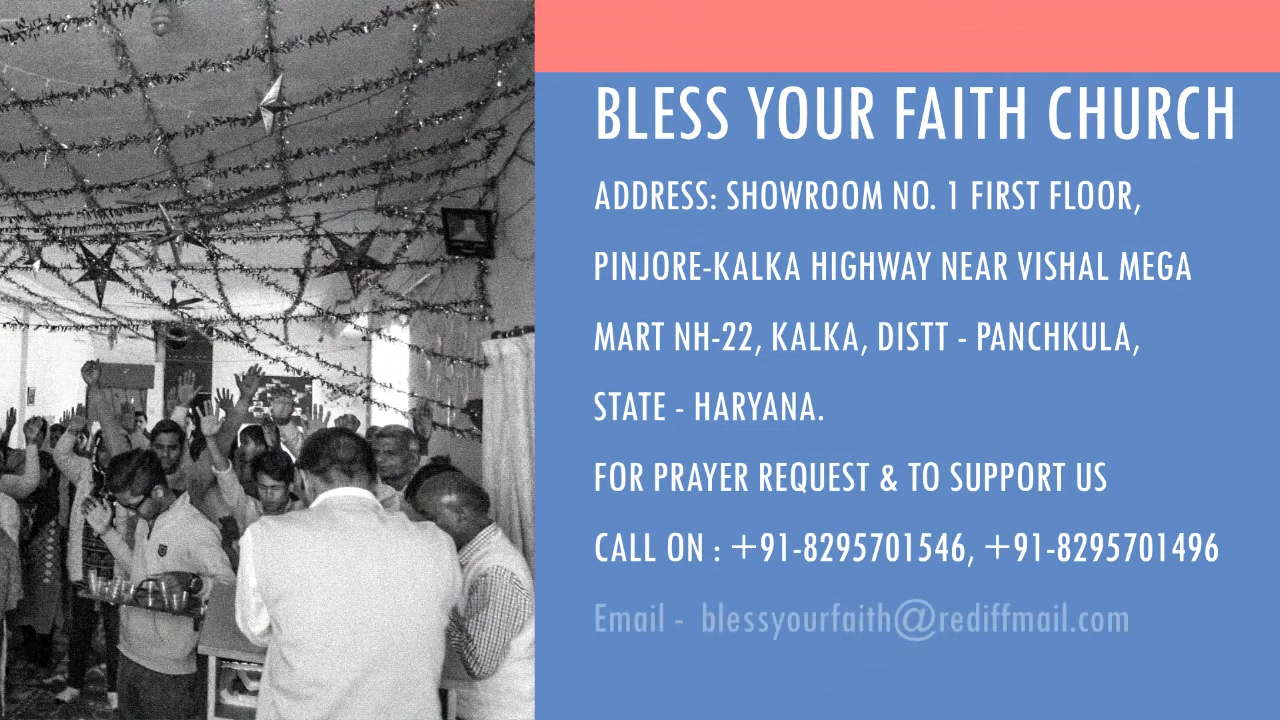 BLESS YOUR FAITH CHURCH
ADDRESS: SHOWROOM NO. 1 FIRST FLOOR,
PINJORE-KALKA HIGHWAY NEAR VISHAL MEGA
MART NH-22, KALKA, DISTT - PANCHKULA,
STATE - HARYANA.
FOR PRAYER REQUEST & TO SUPPORT US
CALL ON : +91-8295701546, +91-8295701496
Email - blessyourfaith@rediffmail.com